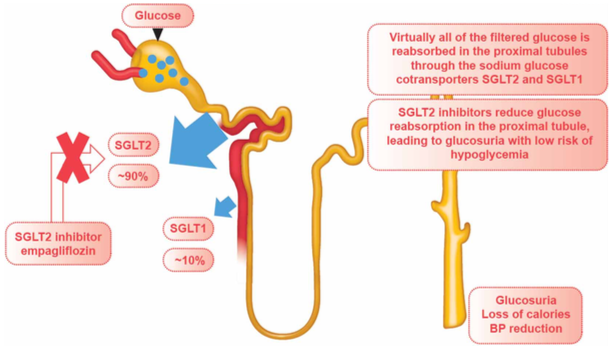 Glucose
Virtually all of the filtered glucose is
reabsorbed in the proximal tubules
through the sodium glucose
cotransporters SGLT2 and SGLT1
SGLT2 inhibitors reduce glucose
reabsorption in the proximal tubule,
leading to glucosuria with low risk of
hypoglycemia
SGLT2
~90%
SGLT1
~10%
SGLT2 inhibitor
empagliflozin
Glucosuria
Loss of calories
BP reduction